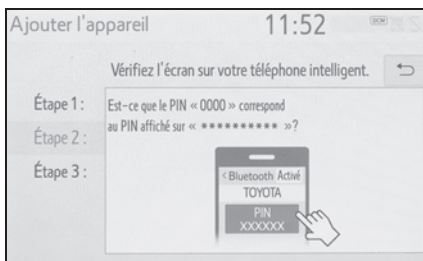 Ajouter l'appareil 11:52 DCM
Vérifiez l'écran sur votre téléphone intelligent.
Étape 1 :
Est-ce que le PIN « 0000 » correspond
au PIN affiché sur « ********** »?
Étape 2 :
Étape 3 :
< Bluetooth Activé
TOYOTA
PIN
XXXXXX